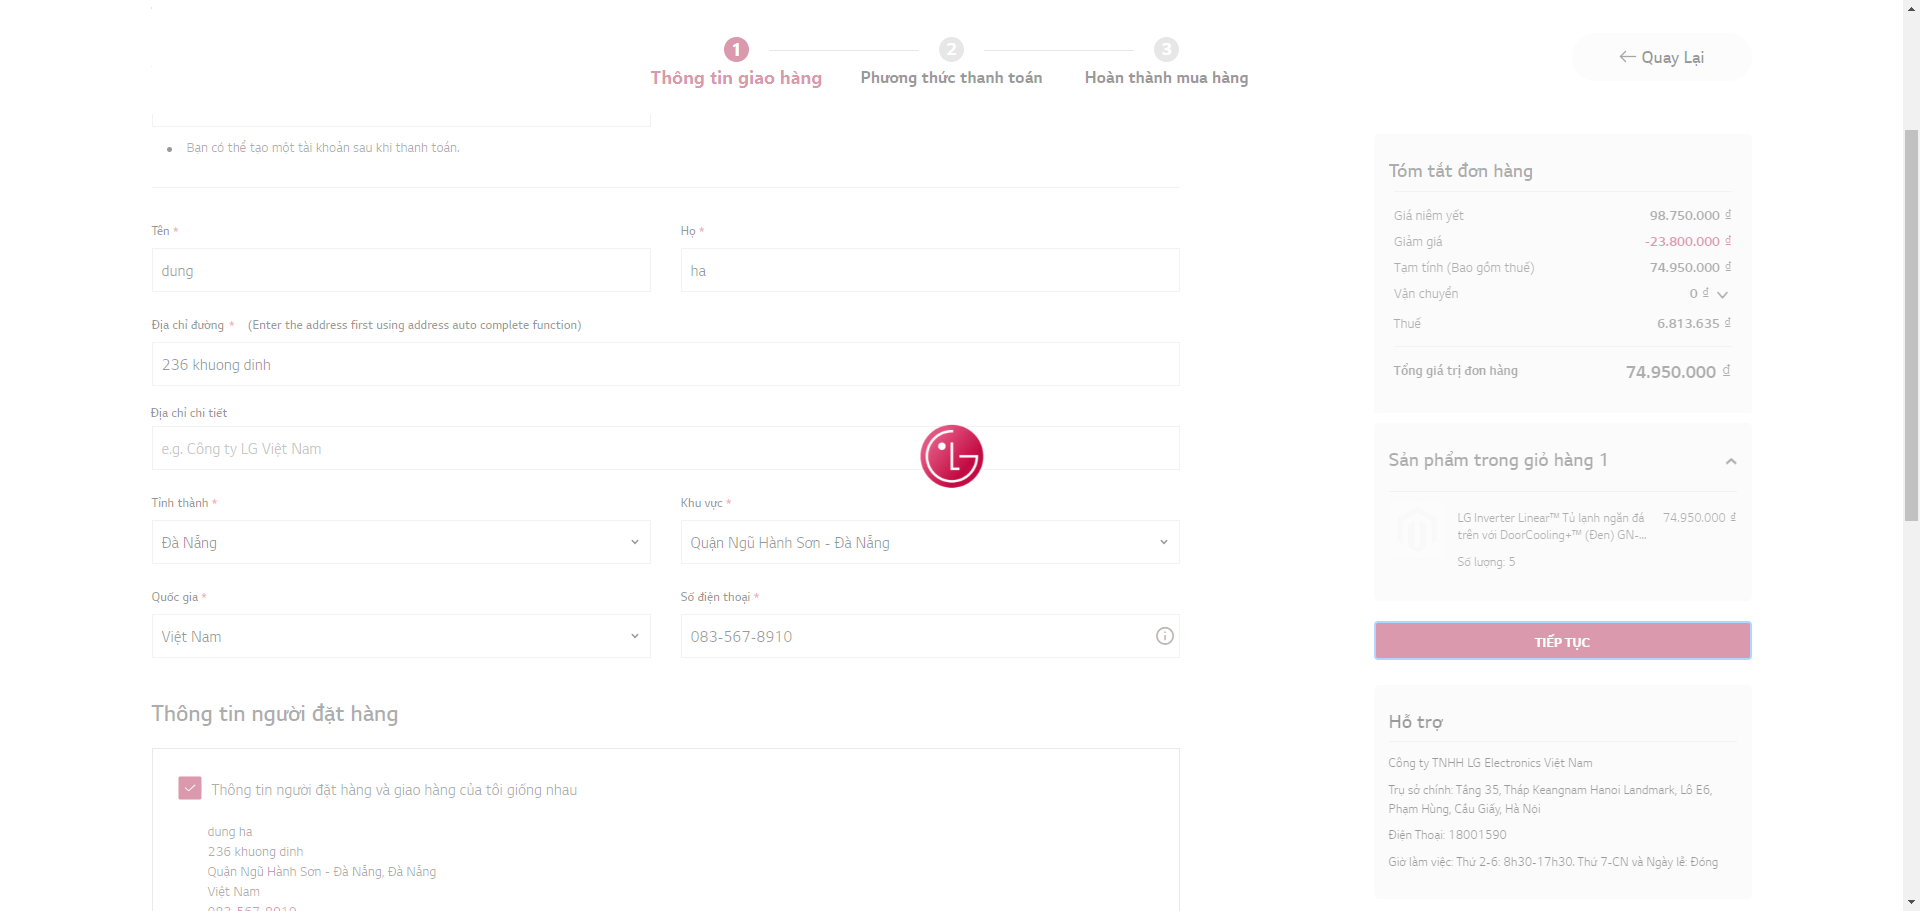 1
2
3
Thông tin giao hàng
Phương thức thanh toán
Hoàn thành mua hàng
← Quay Lại
• Bạn có thể tạo một tài khoản sau khi thanh toán.
Tên *
Họ *
dung
ha
Địa chỉ đường * (Enter the address first using address auto complete function)
236 khuong dinh
Địa chỉ chi tiết
e.g. Công ty LG Việt Nam
Tỉnh thành *
Khu vực *
Đà Nẵng
Quận Ngũ Hành Sơn - Đà Nẵng
Quốc gia *
Số điện thoại *
Việt Nam
083-567-8910
Thông tin người đặt hàng
Thông tin người đặt hàng và giao hàng của tôi giống nhau
dung ha
236 khuong dinh
Quận Ngũ Hành Sơn - Đà Nẵng, Đà Nẵng
Việt Nam
083-567-8910
LG
Tóm tắt đơn hàng
Giá niêm yết 98.750.000 ₫
Giảm giá -23.800.000 ₫
Tạm tính (Bao gồm thuế) 74.950.000 ₫
Vận chuyển 0 ₫
Thuế 6.813.635 ₫
Tổng giá trị đơn hàng 74.950.000 ₫
Sản phẩm trong giỏ hàng 1
LG Inverter Linear™ Tủ lạnh ngăn đá 74.950.000 ₫
trên với DoorCooling+™ (Đen) GN-...
Số lượng: 5
TIẾP TỤC
Hỗ trợ
Công ty TNHH LG Electronics Việt Nam
Trụ sở chính: Tầng 35, Tháp Keangnam Hanoi Landmark, Lô E6,
Phạm Hùng, Cầu Giấy, Hà Nội
Điện Thoại: 18001590
Giờ làm việc: Thứ 2-6: 8h30-17h30. Thứ 7-CN và Ngày lễ: Đóng